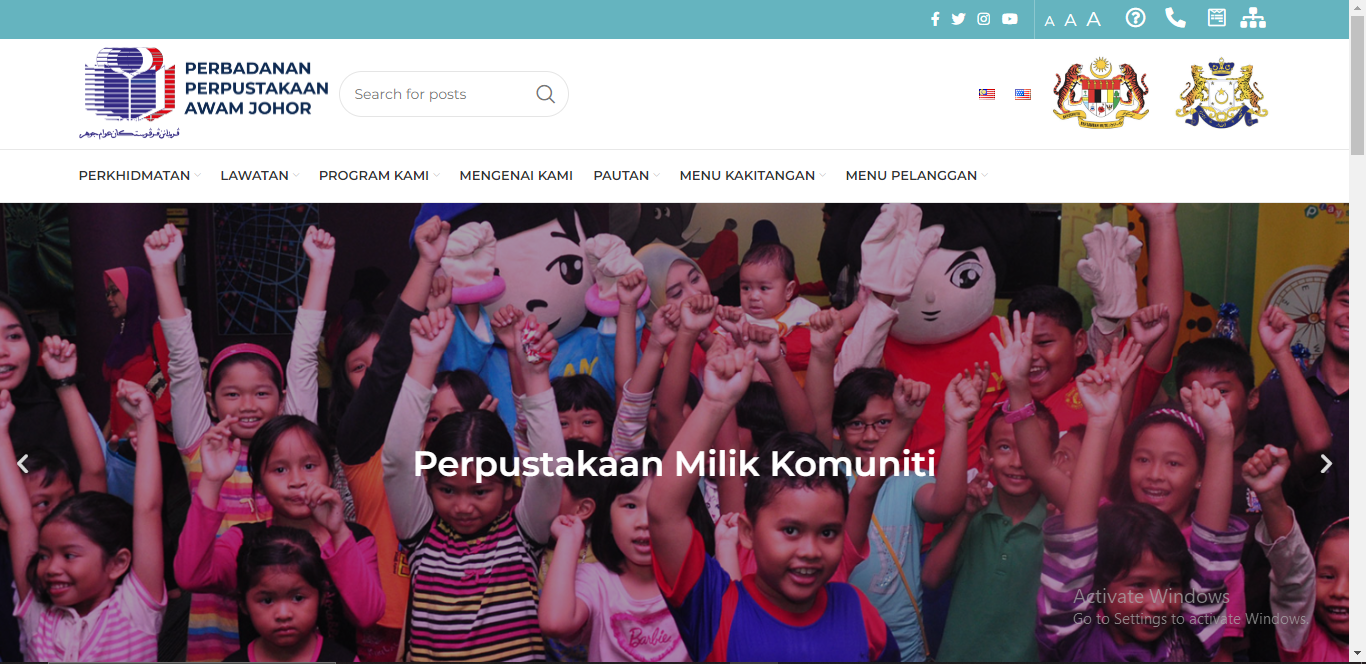 A A A
PERBADANAN
PERPUSTAKAAN
AWAM JOHOR
Search for posts
PERKHIDMATAN LAWATAN PROGRAM KAMI MENGENAI KAMI PAUTAN MENU KAKITANGAN MENU PELANGGAN
Perpustakaan Milik Komuniti
Barbie
Activate Windows
Go to Settings to activate Windows.